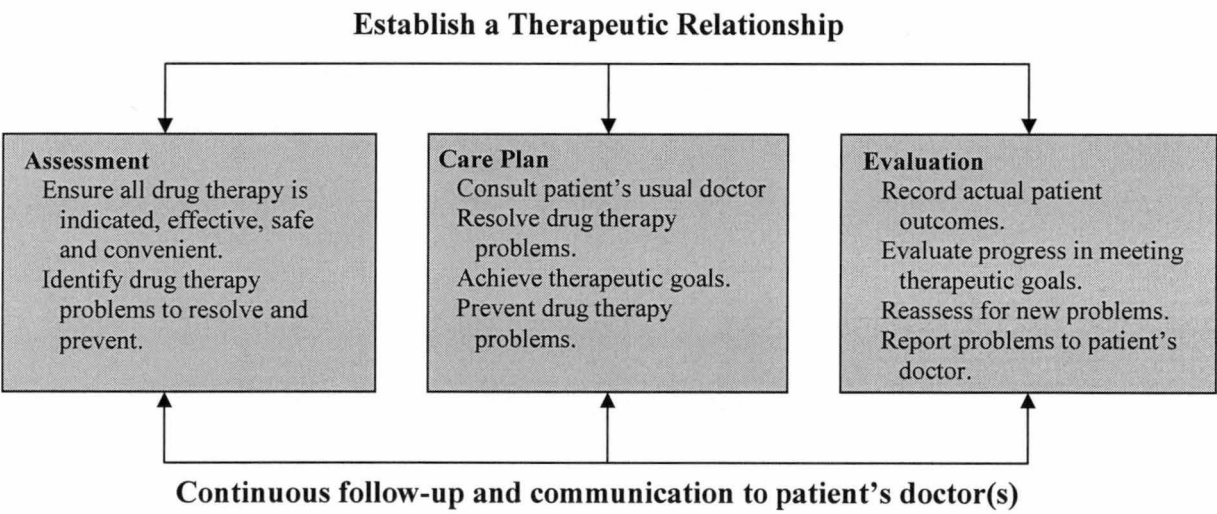 Establish a Therapeutic Relationship
Assessment
Ensure all drug therapy is
indicated, effective, safe
and convenient.
Identify drug therapy
problems to resolve and
prevent.
Care Plan
Consult patient's usual doctor
Resolve drug therapy
problems.
Achieve therapeutic goals.
Prevent drug therapy
problems.
Evaluation
Record actual patient
outcomes.
Evaluate progress in meeting
therapeutic goals.
Reassess for new problems.
Report problems to patient's
doctor.
Continuous follow-up and communication to patient's doctor(s)